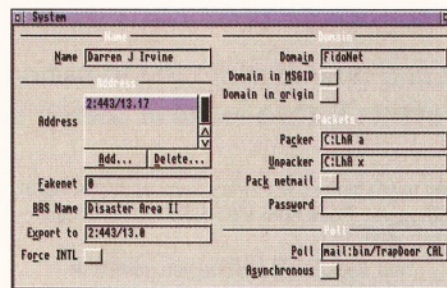 System
Name
Name Darren J Irvine
Address
Address 2:443/13.17
Add... Delete...
Fakenet 0
BBS Name Disaster Area II
Export to 2:443/13.0
Force INTL
Domain
Domain FidoNet
Domain in MSGID
Domain in origin
Packets
Packer C:LhA a
Unpacker C:LhA x
Pack netmail
Password
Poll
Poll mail:bin/TrapDoor CAL
Asynchronous